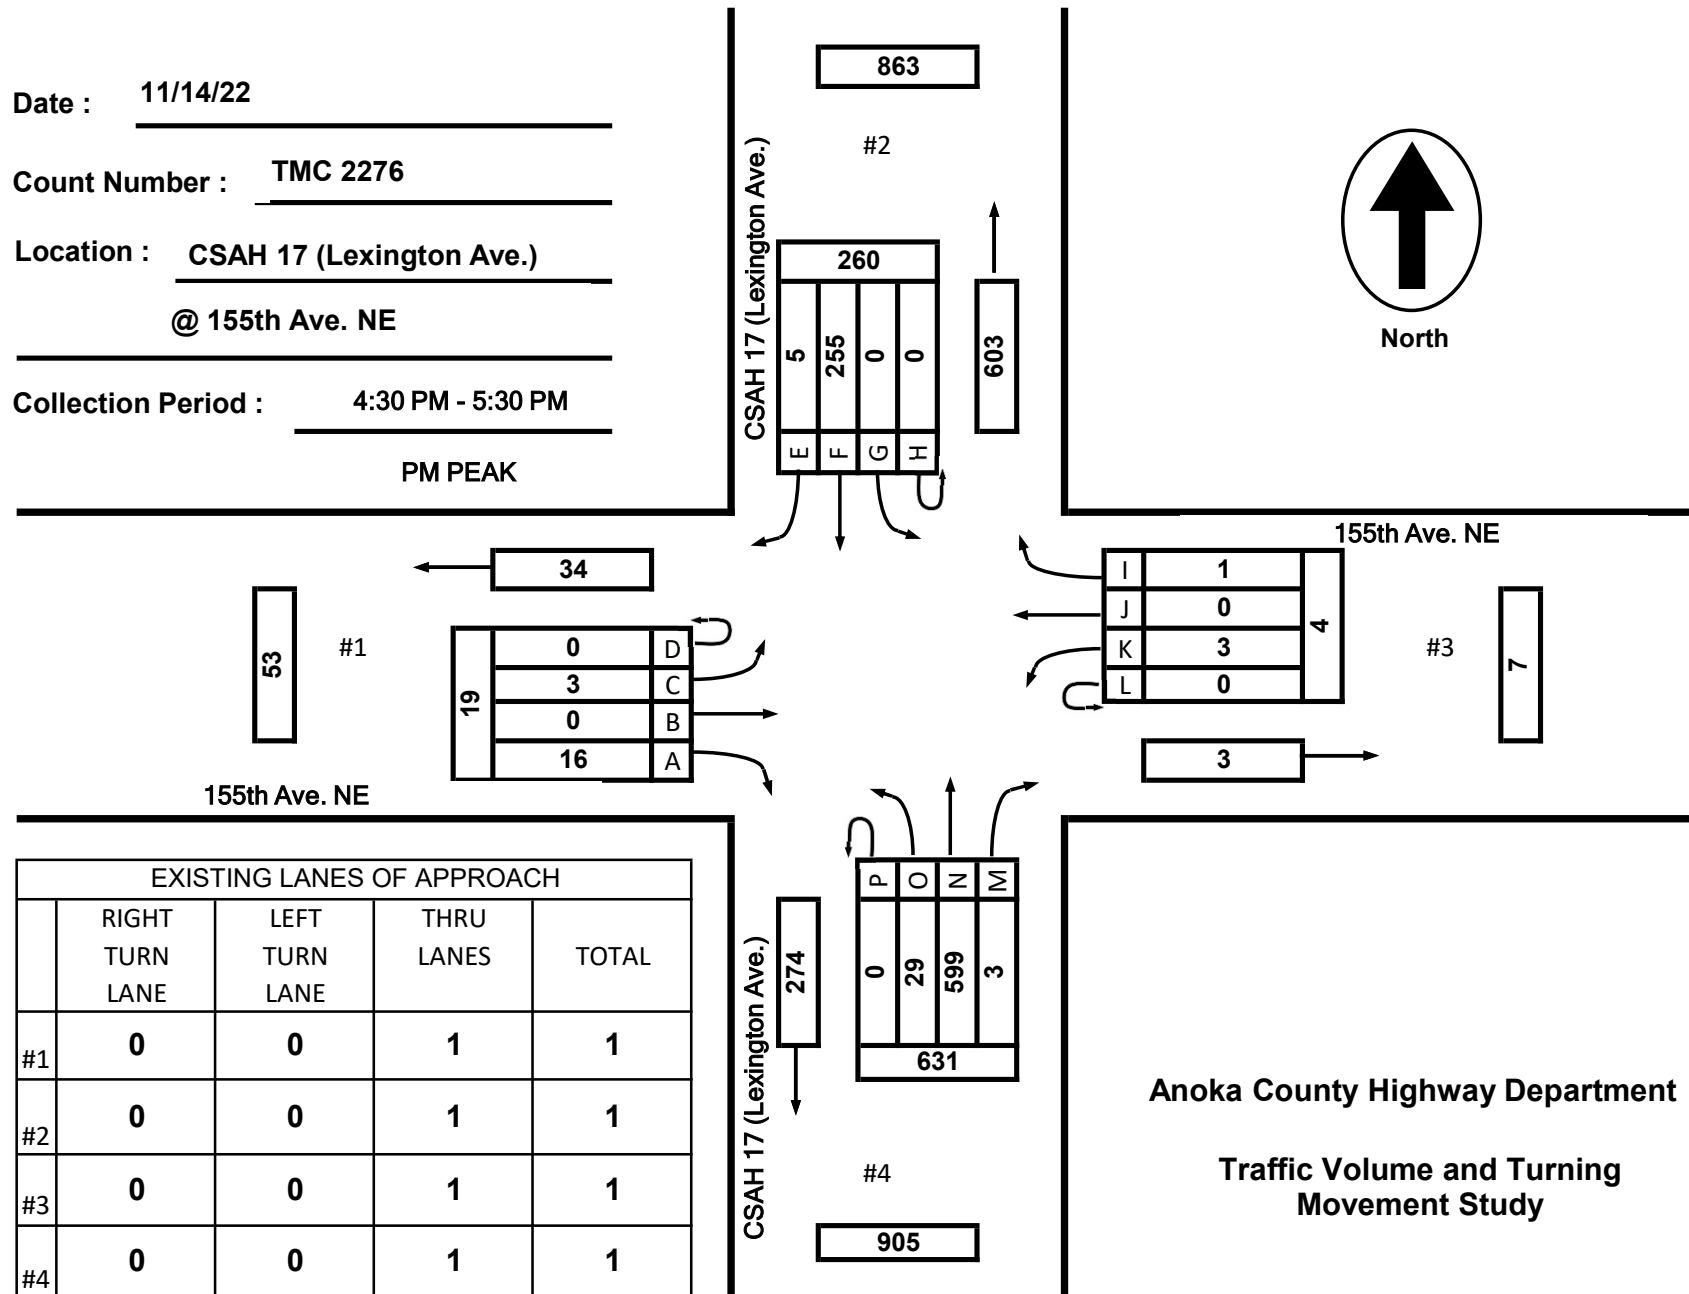 Date : 11/14/22
Count Number : TMC 2276
Location : CSAH 17 (Lexington Ave.)
@ 155th Ave. NE
Collection Period : 4:30 PM - 5:30 PM
PM PEAK
863
#2
CSAH 17 (Lexington Ave.)
260
5 255 0 0
E F G H
603
North
155th Ave. NE
34
53
#1
19
0 D
3 C
0 B
16 A
155th Ave. NE
I 1
J 0
K 3
L 0
4
#3
7
3
P O N M
0 29 599 3
631
274
CSAH 17 (Lexington Ave.)
#4
905
EXISTING LANES OF APPROACH
RIGHT TURN LANE
LEFT TURN LANE
THRU LANES
TOTAL
#1 0 0 1 1
#2 0 0 1 1
#3 0 0 1 1
#4 0 0 1 1
Anoka County Highway Department
Traffic Volume and Turning
Movement Study